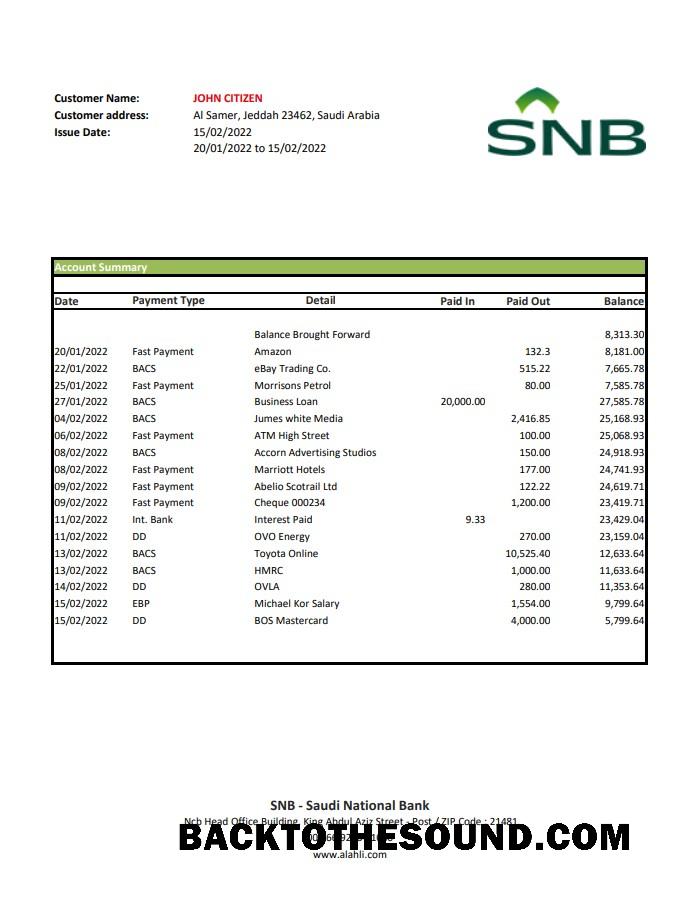 Customer Name: JOHN CITIZEN
Customer address: Al Samer, Jeddah 23462, Saudi Arabia
Issue Date: 15/02/2022
20/01/2022 to 15/02/2022
SNB
Account Summary
Date Payment Type Detail Paid In Paid Out Balance
Balance Brought Forward 8,313.30
20/01/2022 Fast Payment Amazon 132.3 8,181.00
22/01/2022 BACS eBay Trading Co. 515.22 7,665.78
25/01/2022 Fast Payment Morrisons Petrol 80.00 7,585.78
27/01/2022 BACS Business Loan 20,000.00 27,585.78
04/02/2022 BACS Jumes white Media 2,416.85 25,168.93
06/02/2022 Fast Payment ATM High Street 100.00 25,068.93
08/02/2022 BACS Accorn Advertising Studios 150.00 24,918.93
08/02/2022 Fast Payment Marriott Hotels 177.00 24,741.93
09/02/2022 Fast Payment Abelio Scotrail Ltd 122.22 24,619.71
09/02/2022 Fast Payment Cheque 000234 1,200.00 23,419.71
11/02/2022 Int. Bank Interest Paid 9.33 23,429.04
11/02/2022 DD OVO Energy 270.00 23,159.04
13/02/2022 BACS Toyota Online 10,525.40 12,633.64
13/02/2022 BACS HMRC 1,000.00 11,633.64
14/02/2022 DD OVLA 280.00 11,353.64
15/02/2022 EBP Michael Kor Salary 1,554.00 9,799.64
15/02/2022 DD BOS Mastercard 4,000.00 5,799.64
SNB - Saudi National Bank
Ncb Head Office Building, King Abdul Aziz Street - Post / ZIP Code : 21481
BACKTOTHESOUND.COM
www.alahli.com